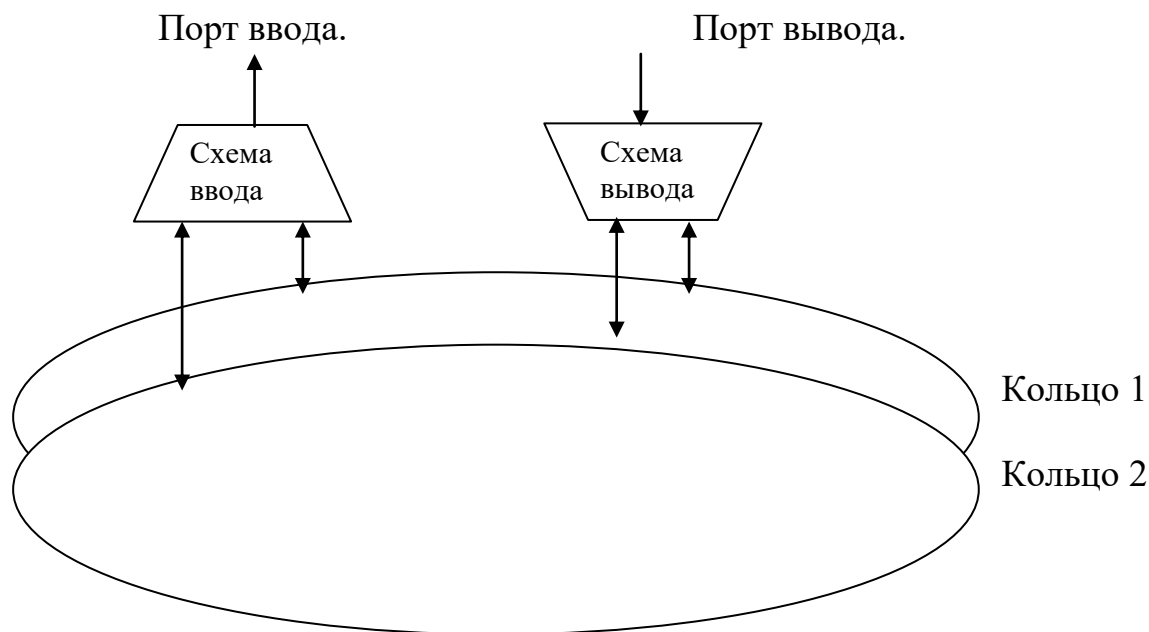 Порт ввода.
Порт вывода.
Схема
ввода
Схема
вывода
Кольцо 1
Кольцо 2